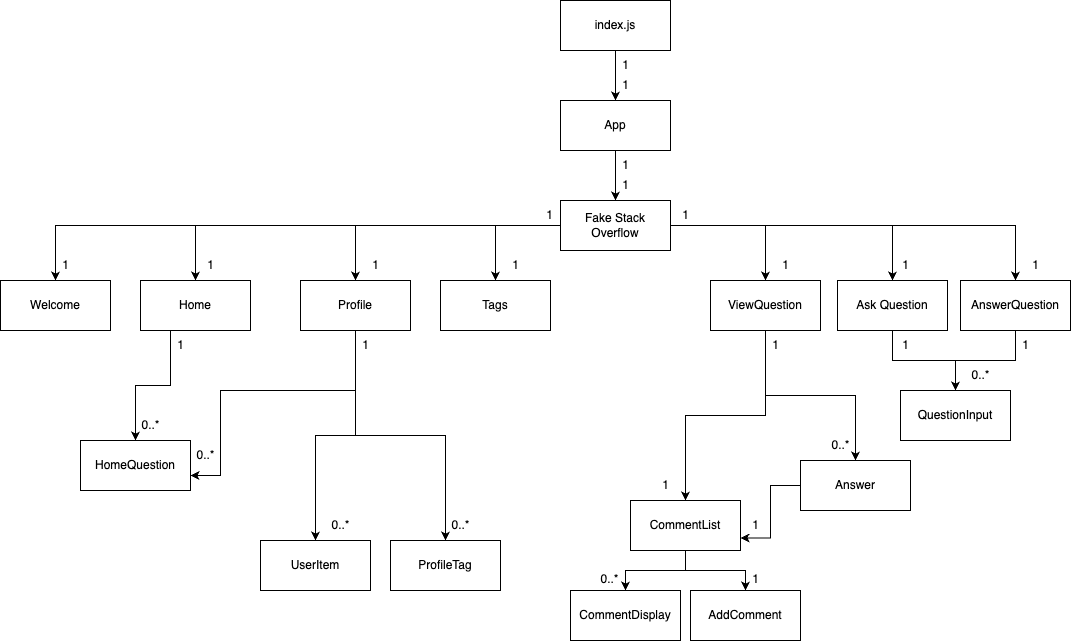 index.js
1
1
App
1
1
1
Fake Stack
Overflow
1
1
1
1
1
1
1
1
Welcome
Home
Profile
Tags
ViewQuestion
Ask Question
AnswerQuestion
1
1
1
1
1
0..*
QuestionInput
0..*
HomeQuestion
0..*
0..*
Answer
1
CommentList
1
0..*
0..*
UserItem
ProfileTag
0..*
1
CommentDisplay
AddComment